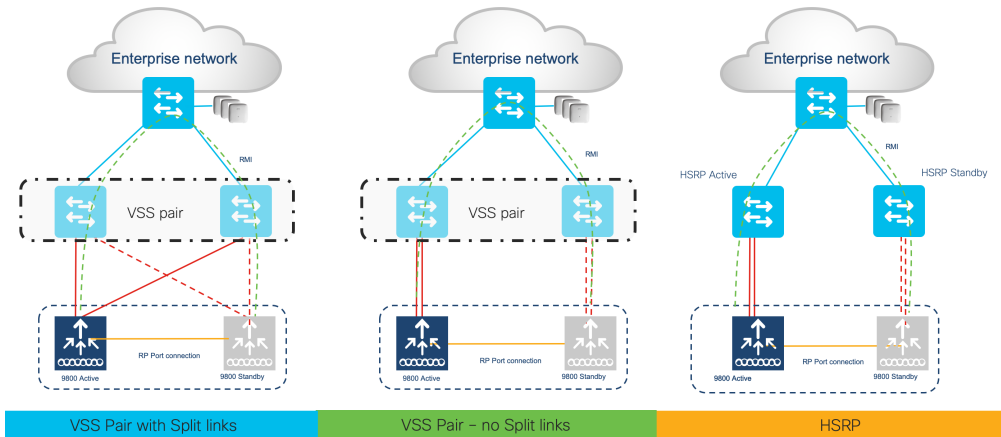 Enterprise network
RMI
VSS pair
RP Port connection
9800 Active
9800 Standby
VSS Pair with Split links
Enterprise network
RMI
VSS pair
RP Port connection
9800 Active
9800 Standby
VSS Pair – no Split links
Enterprise network
RMI
HSRP Active
HSRP Standby
RP Port connection
9800 Active
9800 Standby
HSRP